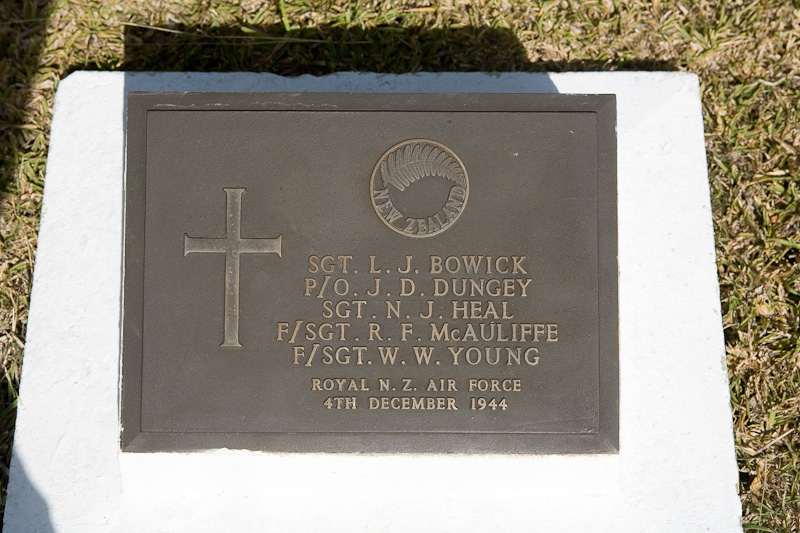 NEW ZEALAND
SGT. L. J. BOWICK
P/O. J. D. DUNGEY
SGT. N. J. HEAL
F/SGT. R. F. McAULIFFE
F/SGT. W. W. YOUNG
ROYAL N. Z. AIR FORCE
4TH DECEMBER 1944